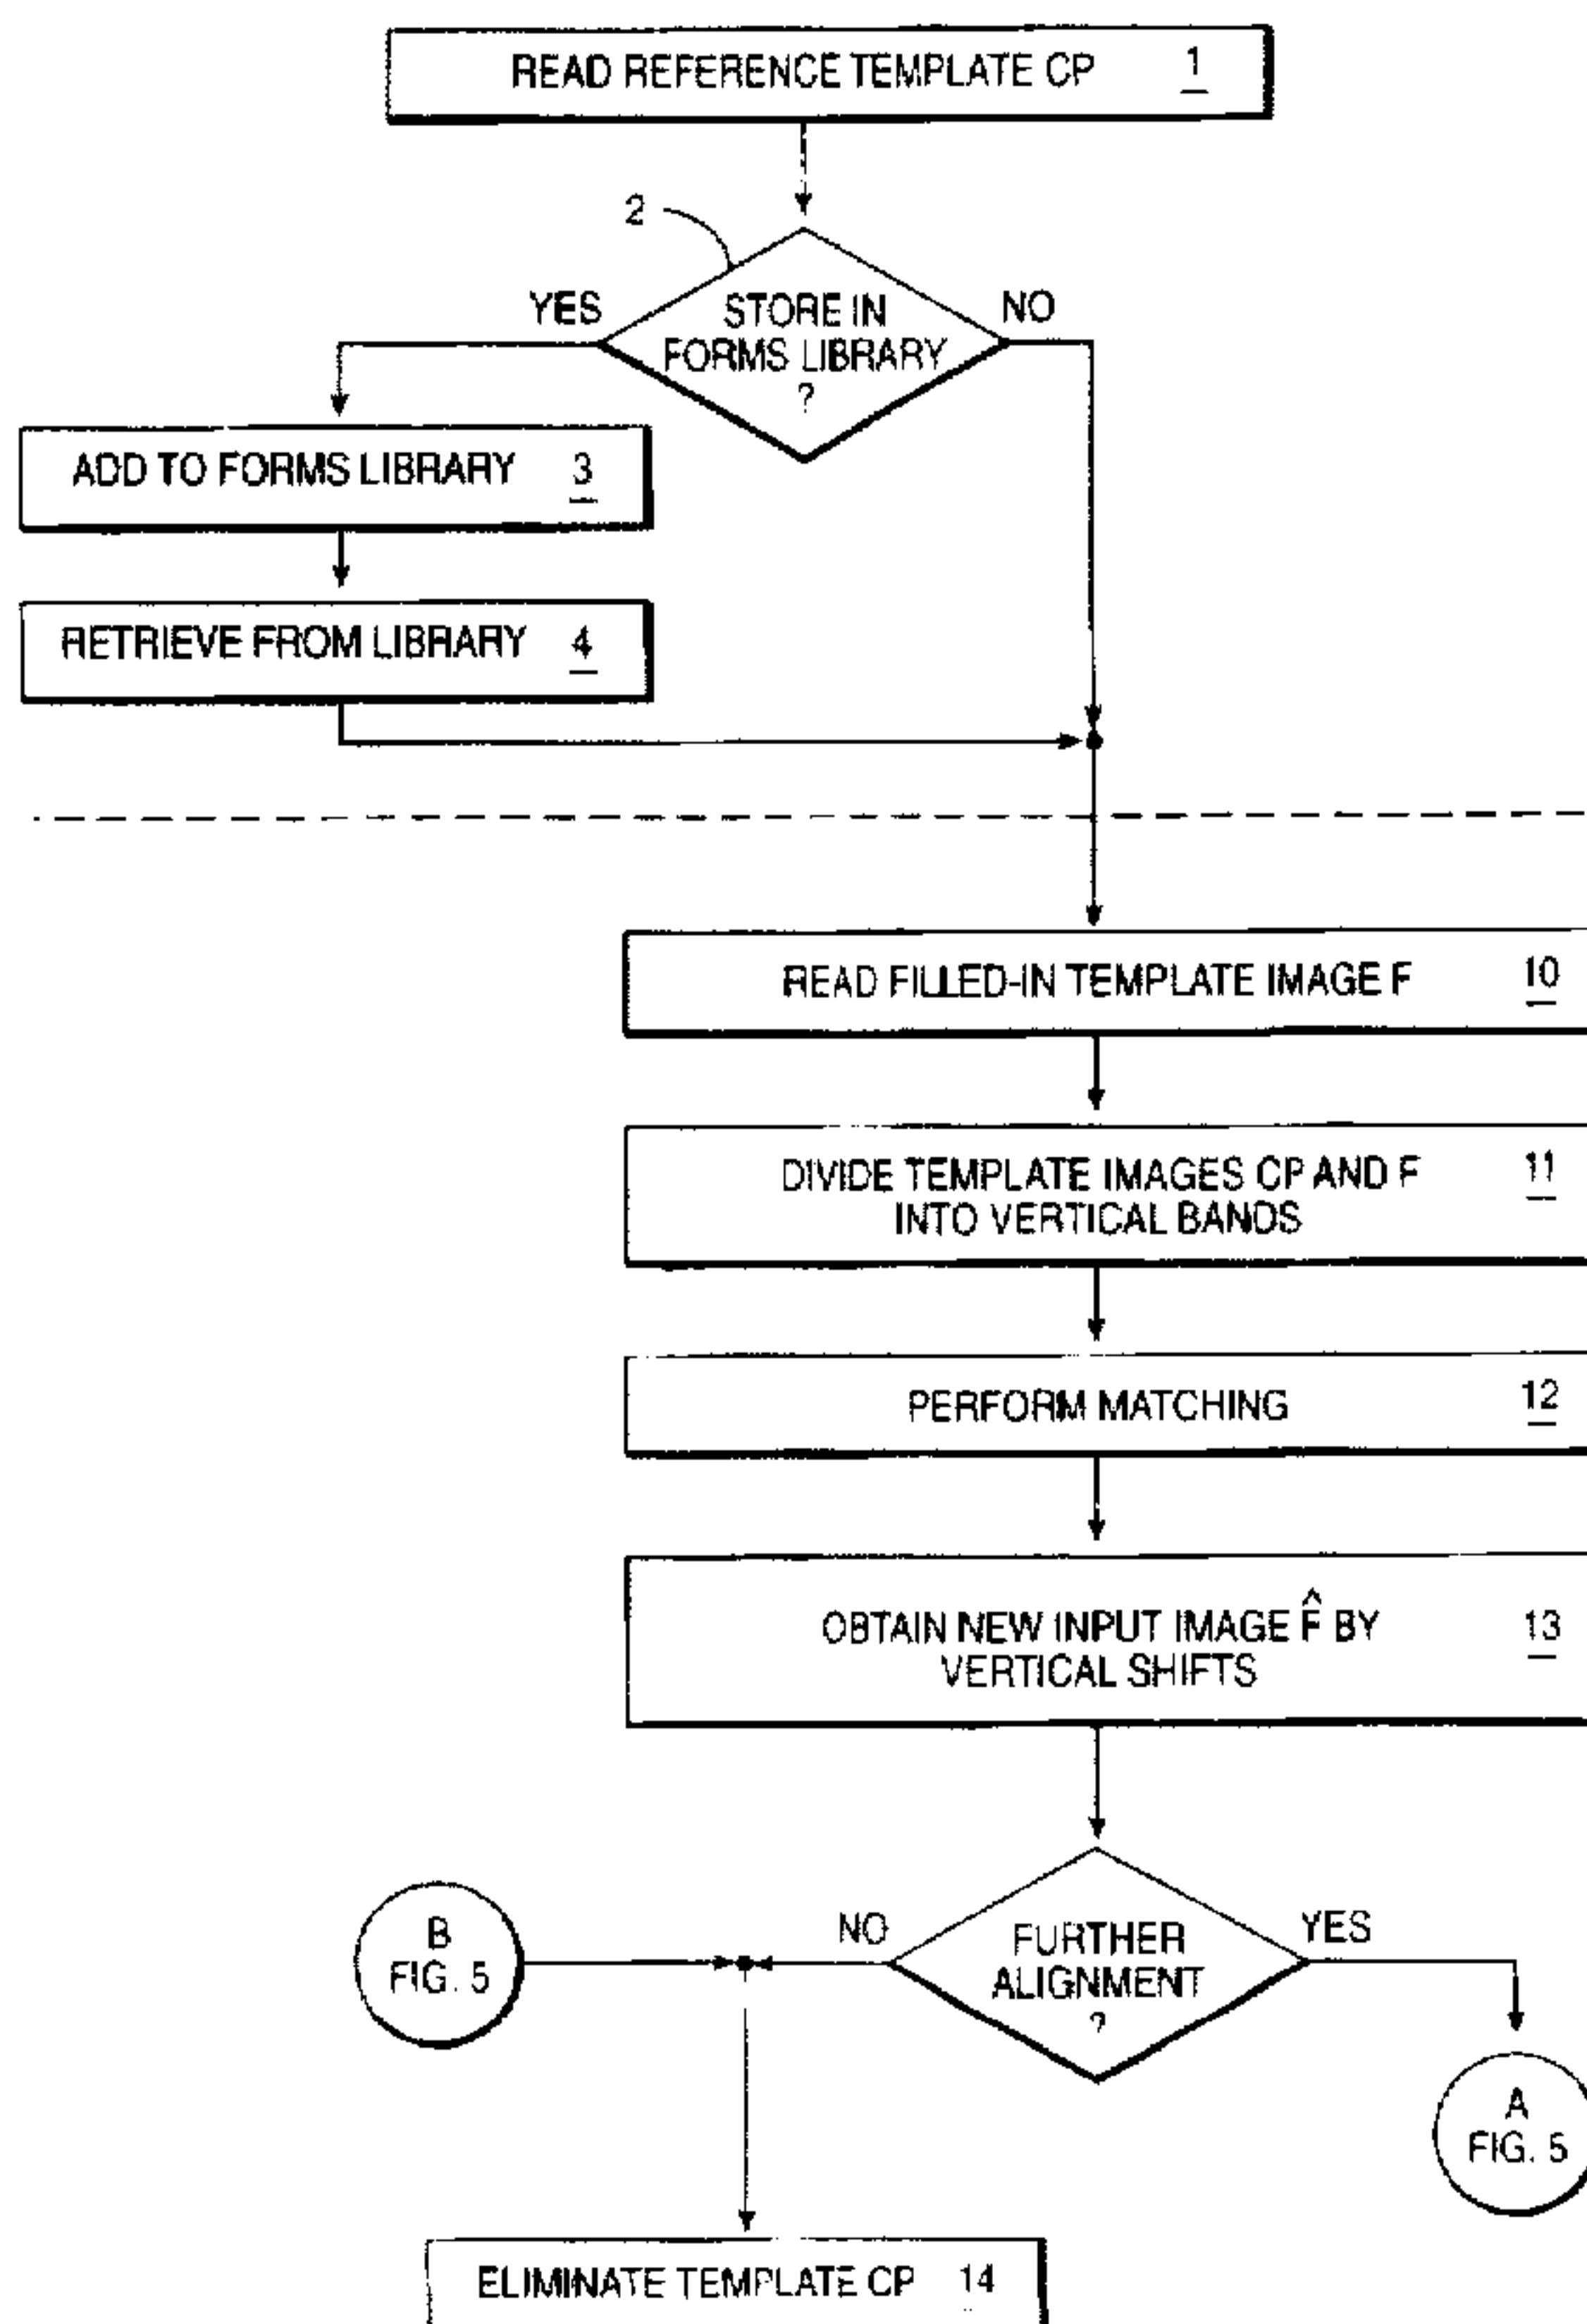 READ REFERENCE TEMPLATE CP 1
2
YES
STORE IN
FORMS LIBRARY
?
NO
ADD TO FORMS LIBRARY 3
RETRIEVE FROM LIBRARY 4
READ FILLED-IN TEMPLATE IMAGE F 10
DIVIDE TEMPLATE IMAGES CP AND F 11
INTO VERTICAL BANDS
PERFORM MATCHING 12
OBTAIN NEW INPUT IMAGE F̂ BY 13
VERTICAL SHIFTS
B
FIG. 5
NO
FURTHER
ALIGNMENT
?
YES
A
FIG. 5
ELIMINATE TEMPLATE CP 14